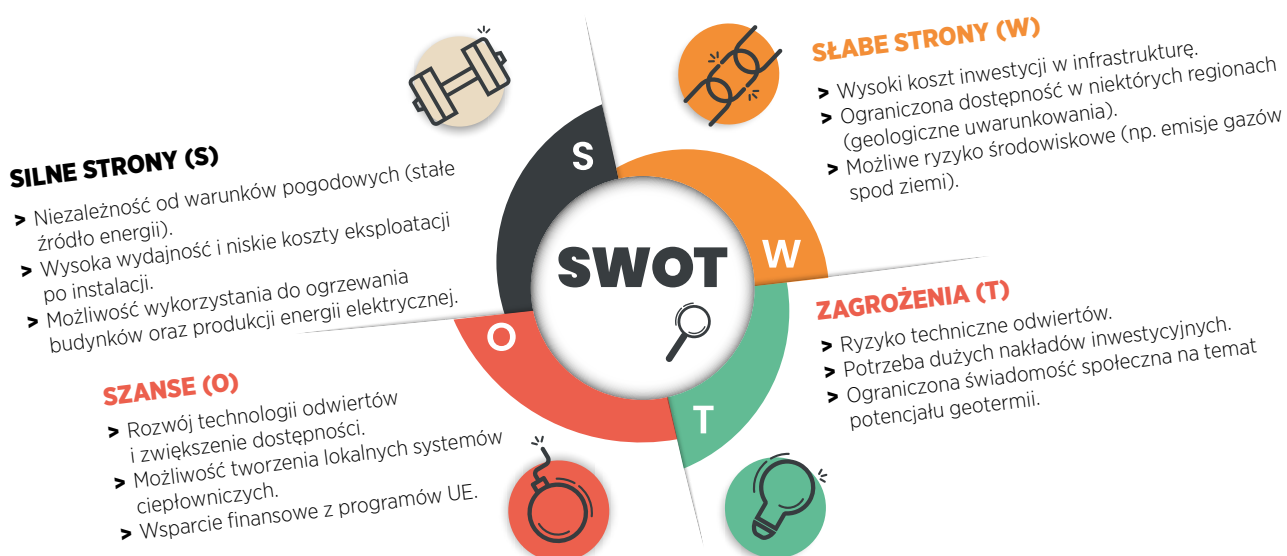 SILNE STRONY (S)
> Niezależność od warunków pogodowych (stałe
źródło energii).
> Wysoka wydajność i niskie koszty eksploatacji
po instalacji.
> Możliwość wykorzystania do ogrzewania
budynków oraz produkcji energii elektrycznej.
SŁABE STRONY (W)
> Wysoki koszt inwestycji w infrastrukturę.
> Ograniczona dostępność w niektórych regionach
(geologiczne uwarunkowania).
> Możliwe ryzyko środowiskowe (np. emisje gazów
spod ziemi).
S
W
SWOT
O
T
SZANSE (O)
> Rozwój technologii odwiertów
i zwiększenie dostępności.
> Możliwość tworzenia lokalnych systemów
ciepłowniczych.
> Wsparcie finansowe z programów UE.
ZAGROŻENIA (T)
> Ryzyko techniczne odwiertów.
> Potrzeba dużych nakładów inwestycyjnych.
> Ograniczona świadomość społeczna na temat
potencjału geotermii.